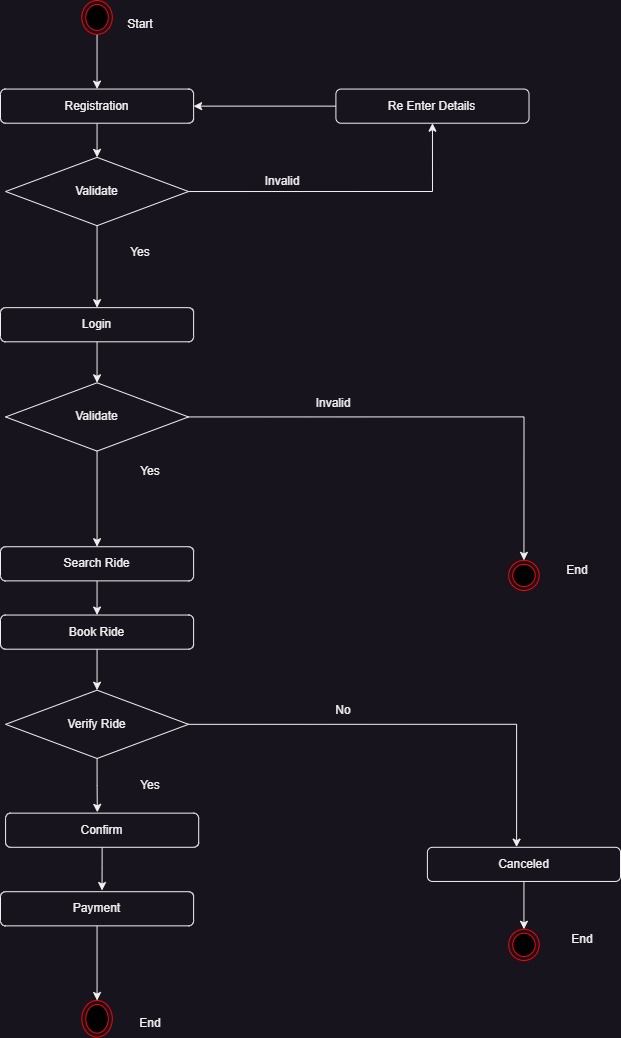 Start
Registration
Re Enter Details
Invalid
Validate
Yes
Login
Invalid
Validate
Yes
Search Ride
End
Book Ride
No
Verify Ride
Yes
Confirm
Canceled
Payment
End
End